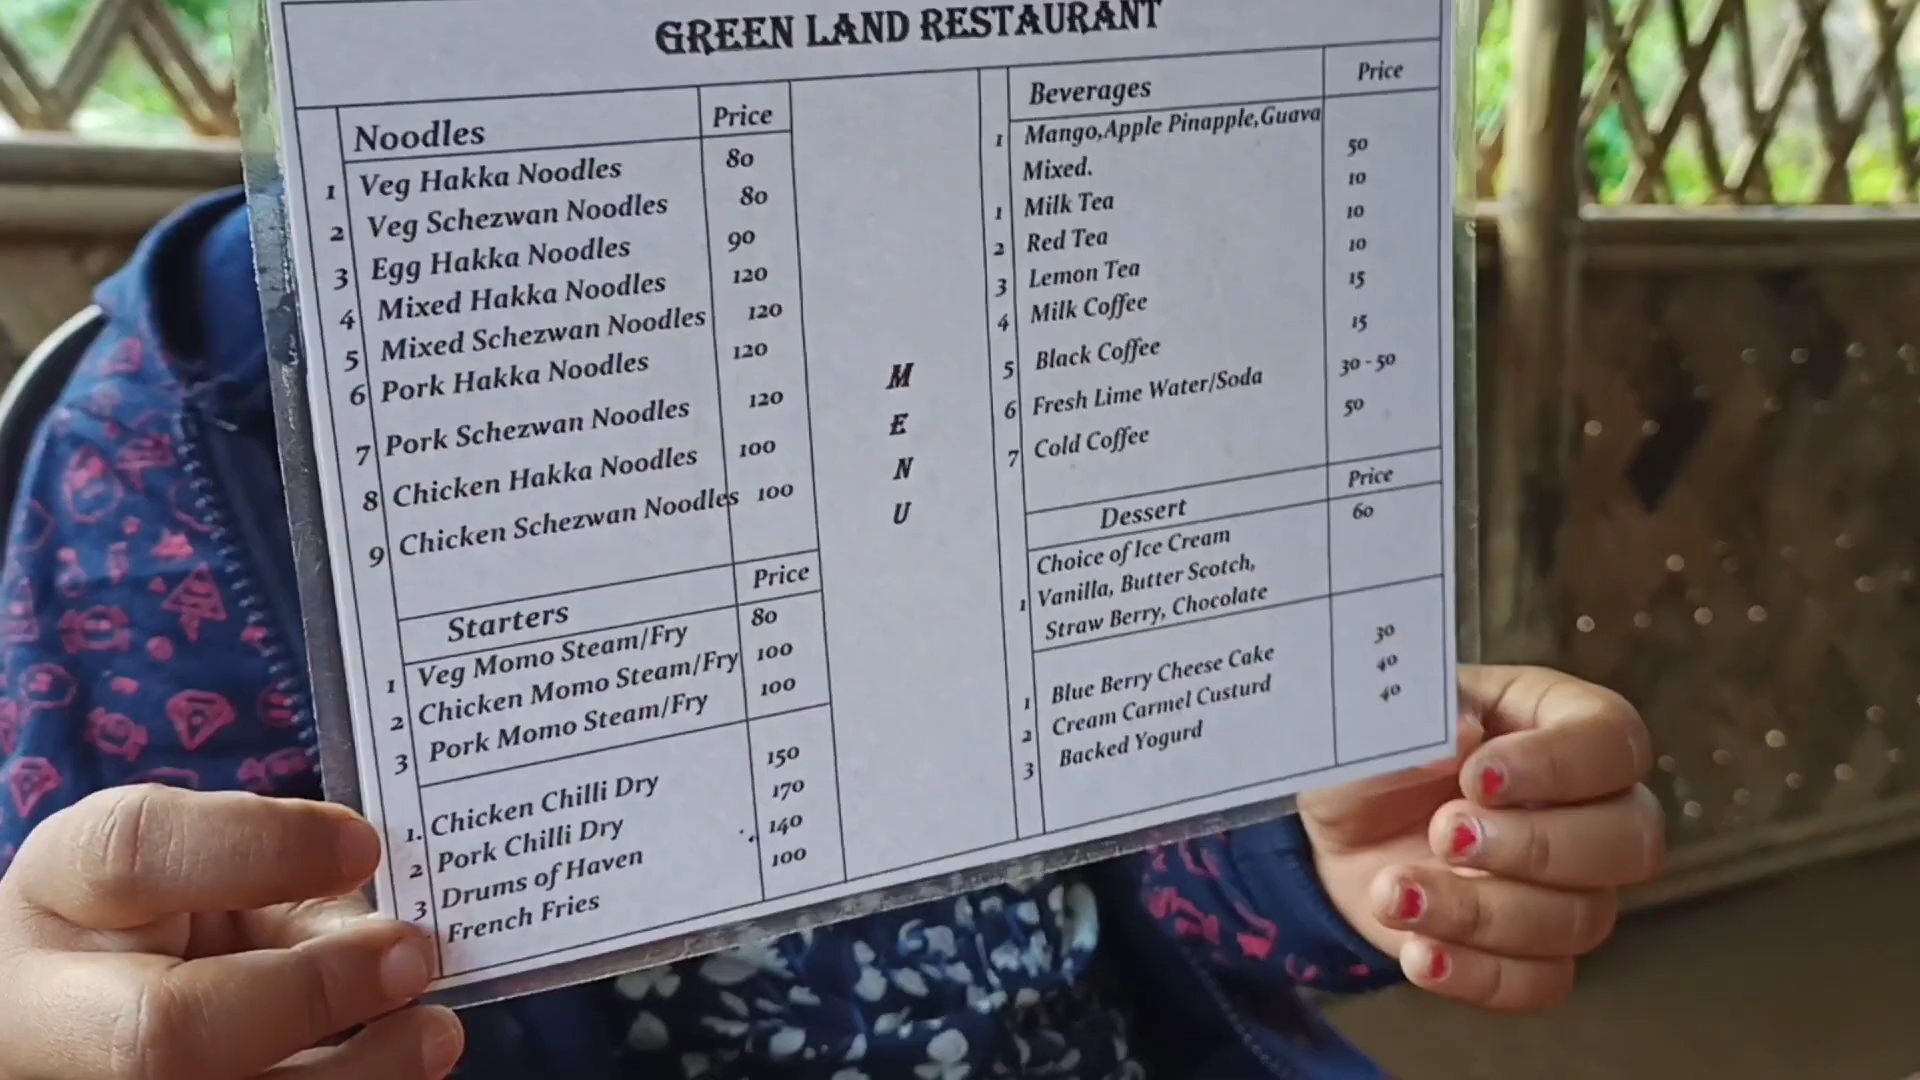 GREEN LAND RESTAURANT
Noodles Price
1 Veg Hakka Noodles 80
2 Veg Schezwan Noodles 80
3 Egg Hakka Noodles 90
4 Mixed Hakka Noodles 120
5 Mixed Schezwan Noodles 120
6 Pork Hakka Noodles 120
7 Pork Schezwan Noodles 120
8 Chicken Hakka Noodles 100
9 Chicken Schezwan Noodles 100
Starters Price
1 Veg Momo Steam/Fry 80
2 Chicken Momo Steam/Fry 100
3 Pork Momo Steam/Fry 100
1. Chicken Chilli Dry 150
2 Pork Chilli Dry 170
3 Drums of Haven 140
French Fries 100
M
E
N
U
Beverages Price
1 Mango,Apple Pinapple,Guava
Mixed. 50
1 Milk Tea 10
2 Red Tea 10
3 Lemon Tea 10
4 Milk Coffee 15
5 Black Coffee 15
6 Fresh Lime Water/Soda 30 - 50
7 Cold Coffee 50
Dessert Price
Choice of Ice Cream 60
1 Vanilla, Butter Scotch,
Straw Berry, Chocolate
1 Blue Berry Cheese Cake 30
2 Cream Carmel Custurd 40
3 Backed Yogurd 40